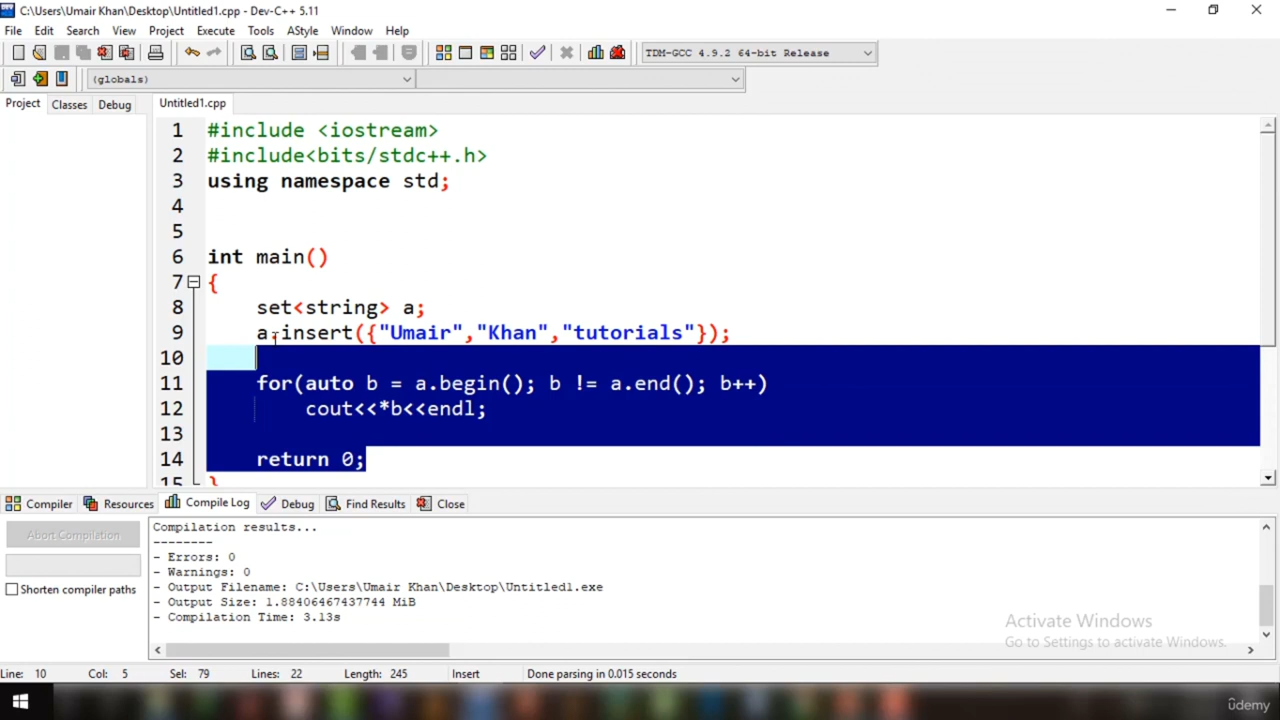 C:\Users\Umair Khan\Desktop\Untitled1.cpp - Dev-C++ 5.11
File Edit Search View Project Execute Tools AStyle Window Help
TDM-GCC 4.9.2 64-bit Release
(globals)
Project Classes Debug Untitled1.cpp
1 #include <iostream>
2 #include<bits/stdc++.h>
3 using namespace std;
4
5
6 int main()
7 {
8 set<string> a;
9 a.insert({"Umair","Khan","tutorials"});
10
11 for(auto b = a.begin(); b != a.end(); b++)
12 cout<<*b<<endl;
13
14 return 0;
15 }
Compiler Resources Compile Log Debug Find Results Close
Abort Compilation
Shorten compiler paths
Compilation results...
--------
- Errors: 0
- Warnings: 0
- Output Filename: C:\Users\Umair Khan\Desktop\Untitled1.exe
- Output Size: 1.88406467437744 MiB
- Compilation Time: 3.13s
Activate Windows
Go to Settings to activate Windows.
Line: 10 Col: 5 Sel: 79 Lines: 22 Length: 245 Insert Done parsing in 0.015 seconds
ûdemy